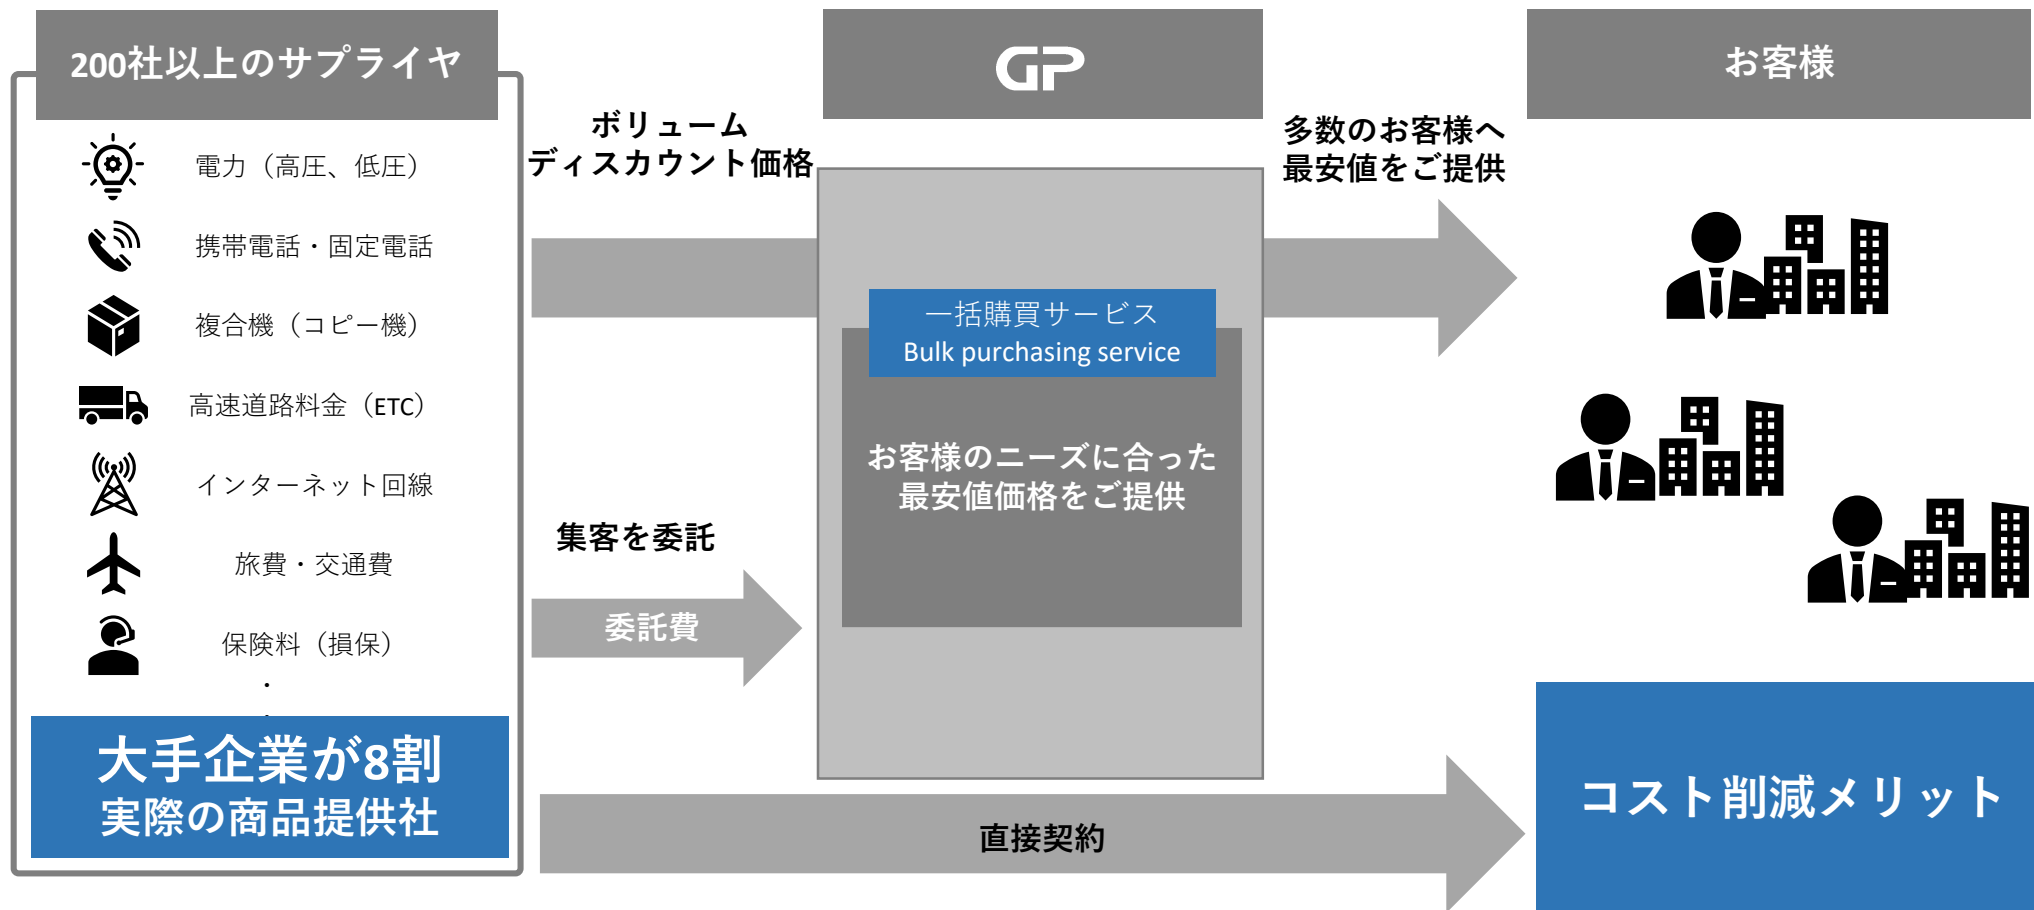 200社以上のサプライヤ
電力（高圧、低圧）
携帯電話・固定電話
複合機（コピー機）
高速道路料金（ETC）
インターネット回線
旅費・交通費
保険料（損保）
・
・
大手企業が8割
実際の商品提供社
ボリューム
ディスカウント価格
集客を委託
委託費
GP
一括購買サービス
Bulk purchasing service
お客様のニーズに合った
最安値価格をご提供
多数のお客様へ
最安値をご提供
直接契約
お客様
コスト削減メリット